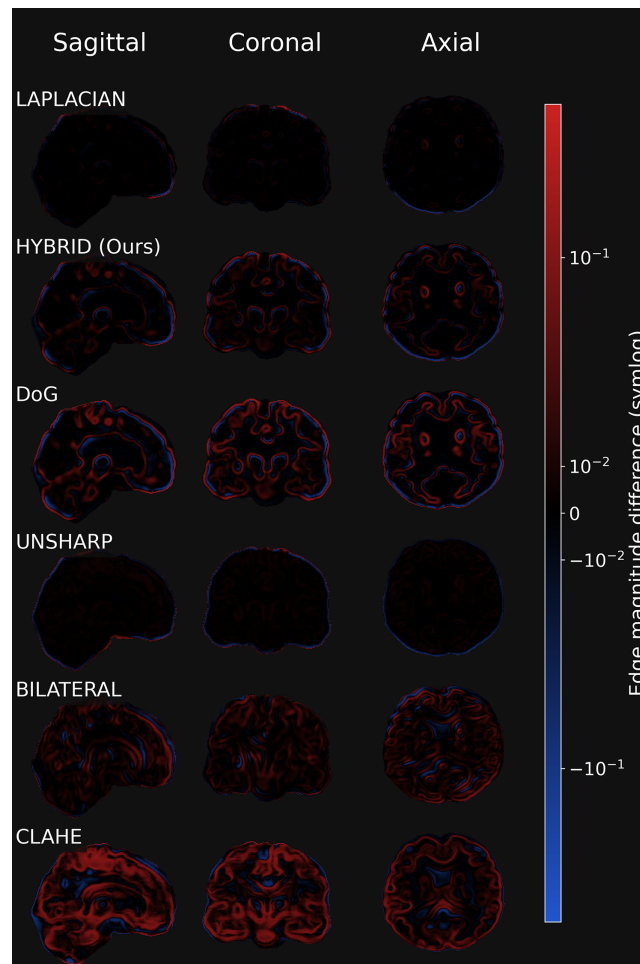 Sagittal Coronal Axial
LAPLACIAN
HYBRID (Ours)
DoG
UNSHARP
BILATERAL
CLAHE
10⁻¹
10⁻²
0
−10⁻²
−10⁻¹
Edge magnitude difference (symlog)